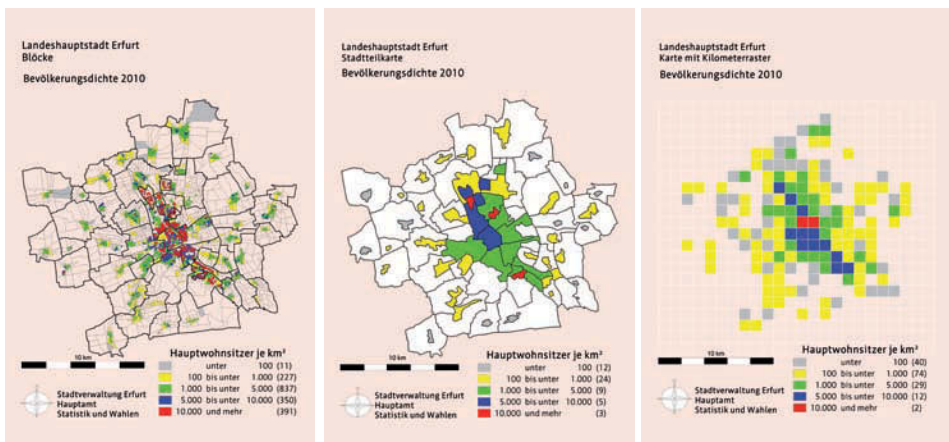 Landeshauptstadt Erfurt
Blöcke
Bevölkerungsdichte 2010
10 km
Hauptwohnsitzer je km²
unter 100 (11)
100 bis unter 1.000 (227)
1.000 bis unter 5.000 (837)
5.000 bis unter 10.000 (350)
10.000 und mehr (391)
Stadtverwaltung Erfurt
Hauptamt
Statistik und Wahlen
Landeshauptstadt Erfurt
Stadtteilkarte
Bevölkerungsdichte 2010
10 km
Hauptwohnsitzer je km²
unter 100 (12)
100 bis unter 1.000 (24)
1.000 bis unter 5.000 (9)
5.000 bis unter 10.000 (5)
10.000 und mehr (3)
Stadtverwaltung Erfurt
Hauptamt
Statistik und Wahlen
Landeshauptstadt Erfurt
Karte mit Kilometerraster
Bevölkerungsdichte 2010
10 km
Hauptwohnsitzer je km²
unter 100 (40)
100 bis unter 1.000 (74)
1.000 bis unter 5.000 (29)
5.000 bis unter 10.000 (12)
10.000 und mehr (2)
Stadtverwaltung Erfurt
Hauptamt
Statistik und Wahlen